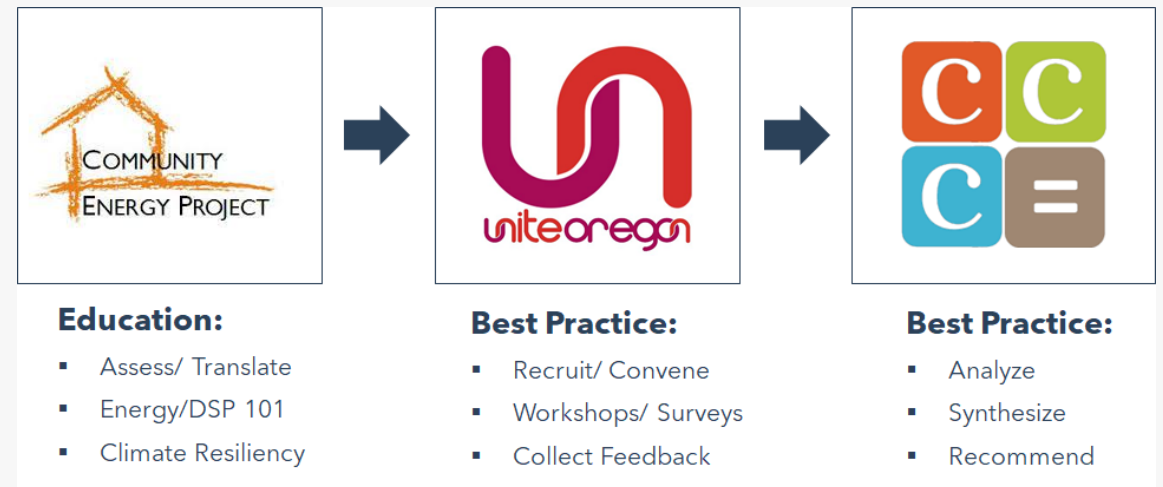 COMMUNITY
ENERGY PROJECT
uniteoregon
C C
C =
Education:
▪ Assess/ Translate
▪ Energy/DSP 101
▪ Climate Resiliency
Best Practice:
▪ Recruit/ Convene
▪ Workshops/ Surveys
▪ Collect Feedback
Best Practice:
▪ Analyze
▪ Synthesize
▪ Recommend